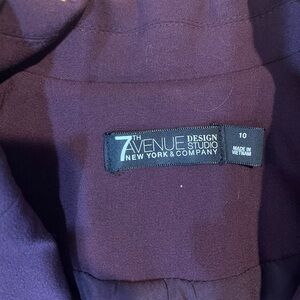 7TH AVENUE DESIGN STUDIO
NEW YORK & COMPANY
10
MADE IN
VIETNAM